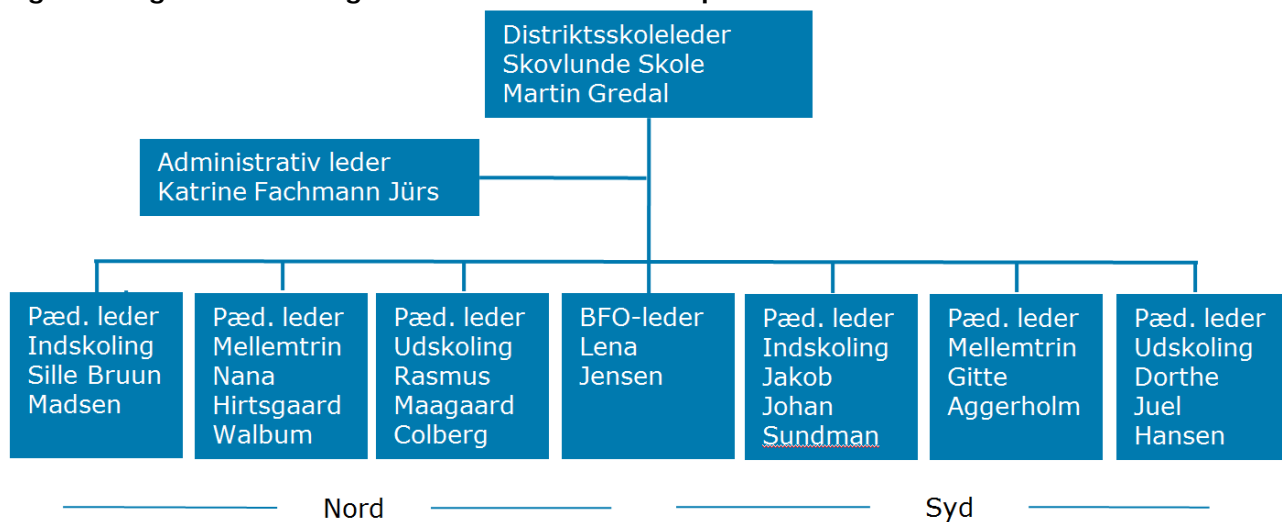 Distriktsskoleleder
Skovlunde Skole
Martin Gredal
Administrativ leder
Katrine Fachmann Jürs
Pæd. leder
Indskoling
Sille Bruun
Madsen
Pæd. leder
Mellemtrin
Nana
Hirtsgaard
Walbum
Pæd. leder
Udskoling
Rasmus
Maagaard
Colberg
BFO-leder
Lena
Jensen
Pæd. leder
Indskoling
Jakob
Johan
Sundman
Pæd. leder
Mellemtrin
Gitte
Aggerholm
Pæd. leder
Udskoling
Dorthe
Juel
Hansen
Nord
Syd